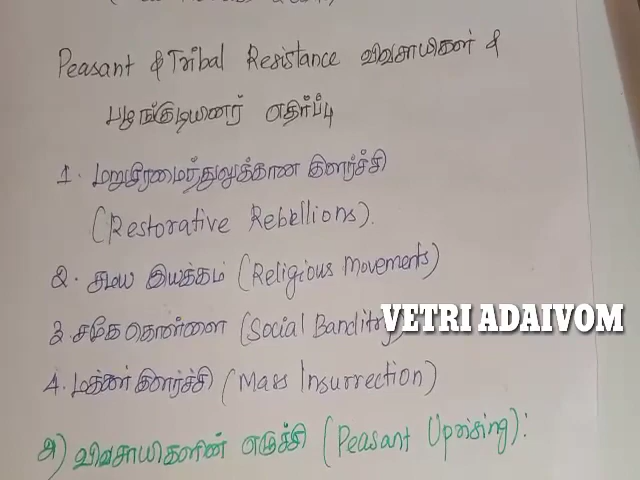 Peasant & Tribal Resistance விவசாயிகள் &
பழங்குடியினர் எதிர்ப்பு
1. மறுசீரமைத்துலுக்கான கிளர்ச்சி
(Restorative Rebellions).
2. சமய இயக்கம் (Religious Movements)
3. சமூக கொள்ளை (Social Banditry)
VETRI ADAIVOM
4. மக்கள் கிளர்ச்சி (Mass Insurrection)
அ) விவசாயிகளின் எழுச்சி (Peasant Uprising):